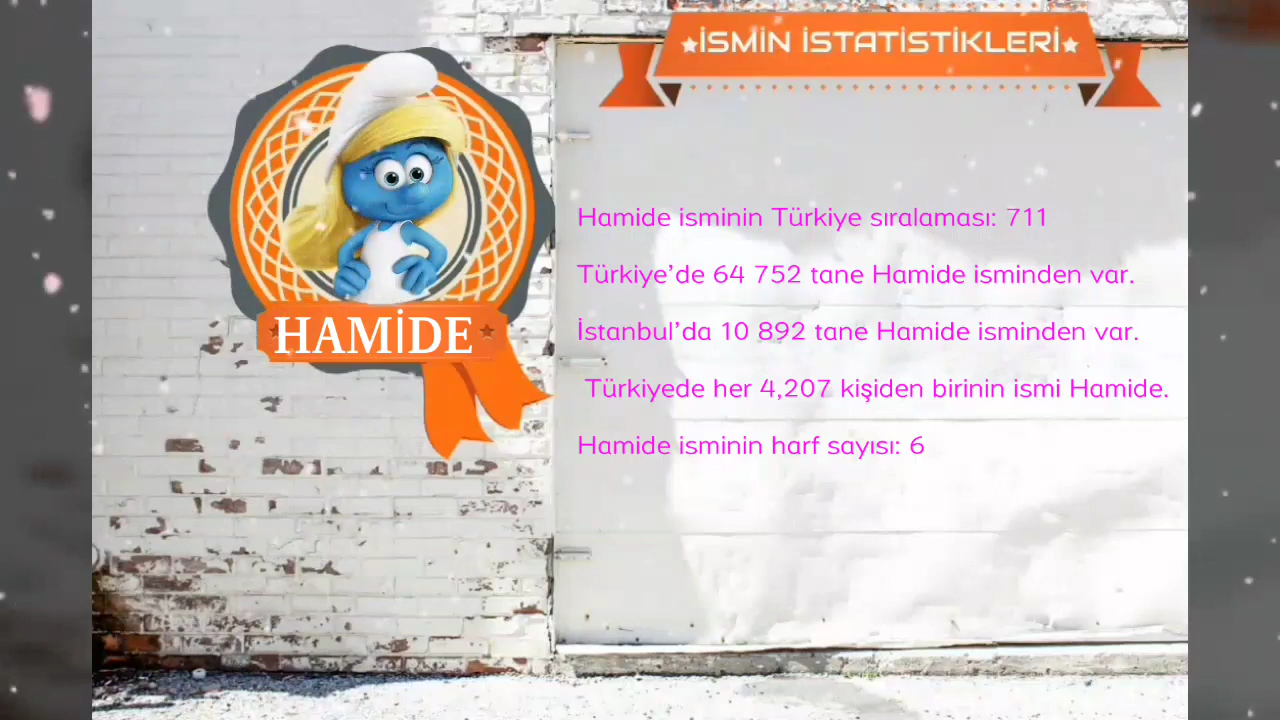 ★İSMİN İSTATİSTİKLERİ★
HAMİDE
Hamide isminin Türkiye sıralaması: 711
Türkiye’de 64 752 tane Hamide isminden var.
İstanbul’da 10 892 tane Hamide isminden var.
Türkiyede her 4,207 kişiden birinin ismi Hamide.
Hamide isminin harf sayısı: 6